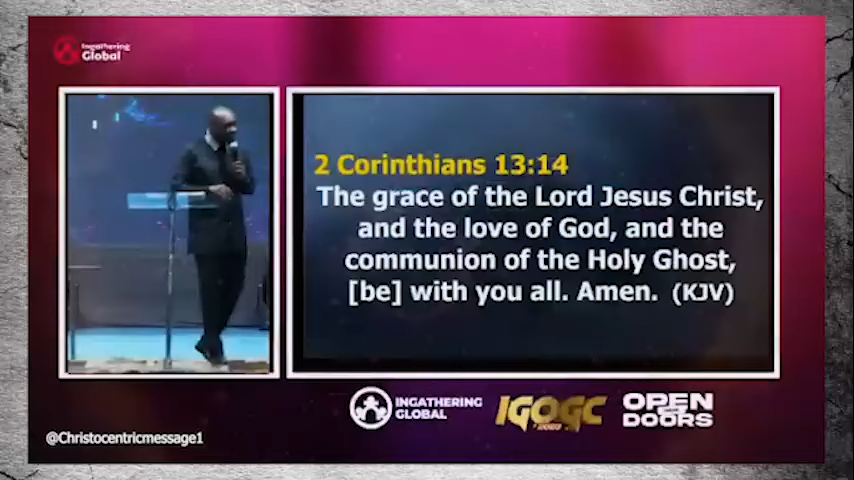 Ingathering
Global
2 Corinthians 13:14
The grace of the Lord Jesus Christ,
and the love of God, and the
communion of the Holy Ghost,
[be] with you all. Amen. (KJV)
INGATHERING
GLOBAL
IGOGC
OPEN
DOORS
@Christocentricmessage1